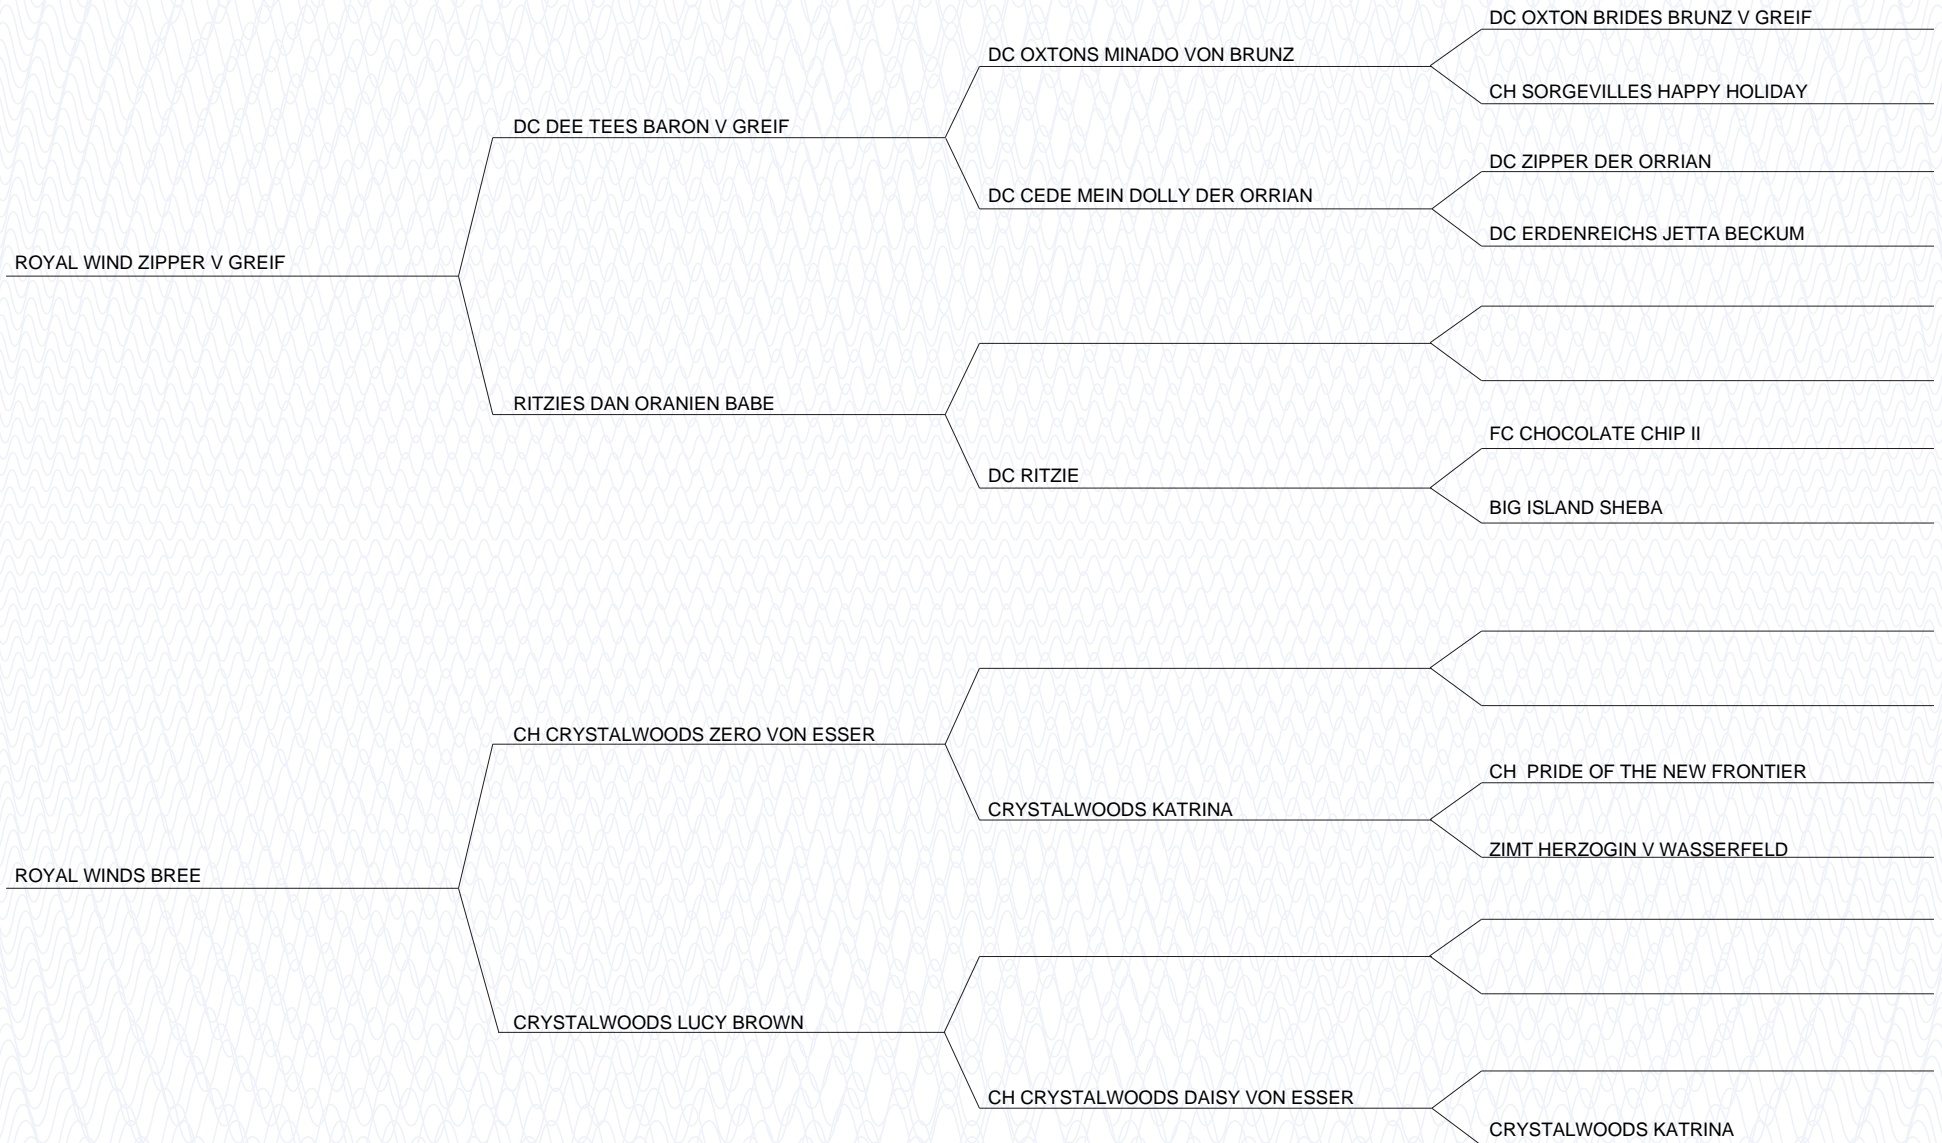 DC OXTON BRIDES BRUNZ V GREIF
DC OXTONS MINADO VON BRUNZ
CH SORGEVILLES HAPPY HOLIDAY
DC DEE TEES BARON V GREIF
DC ZIPPER DER ORRIAN
DC CEDE MEIN DOLLY DER ORRIAN
DC ERDENREICHS JETTA BECKUM
ROYAL WIND ZIPPER V GREIF
RITZIES DAN ORANIEN BABE
FC CHOCOLATE CHIP II
DC RITZIE
BIG ISLAND SHEBA
CH CRYSTALWOODS ZERO VON ESSER
CH  PRIDE OF THE NEW FRONTIER
CRYSTALWOODS KATRINA
ZIMT HERZOGIN V WASSERFELD
ROYAL WINDS BREE
CRYSTALWOODS LUCY BROWN
CH CRYSTALWOODS DAISY VON ESSER
CRYSTALWOODS KATRINA